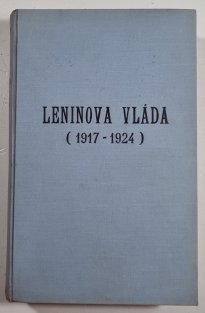 LENINOVA VLÁDA
( 1917 - 1924 )